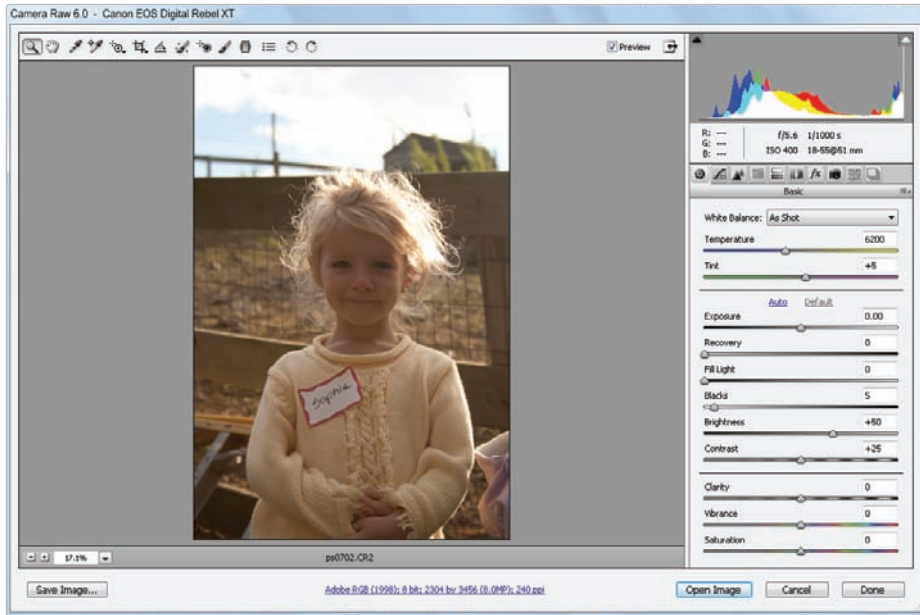 Camera Raw 6.0 - Canon EOS Digital Rebel XT
Preview
R: ---
G: ---
B: ---
f/5.6 1/1000 s
ISO 400 18-55@51 mm
Basic
White Balance: As Shot
Temperature 6200
Tint +5
Auto Default
Exposure 0.00
Recovery 0
Fill Light 0
Blacks 5
Brightness +50
Contrast +25
Clarity 0
Vibrance 0
Saturation 0
Sophie
17.1% ps0702.CR2
Save Image... Adobe RGB (1998); 8 bit; 2304 by 3456 (8.0MP); 240 ppi Open Image Cancel Done